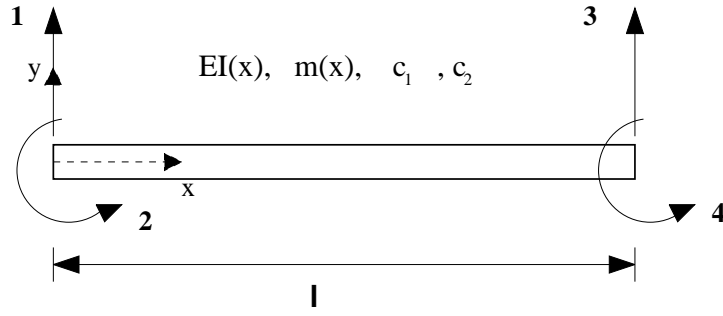 1 3
y EI(x), m(x), c₁ , c₂
x
2 4
l